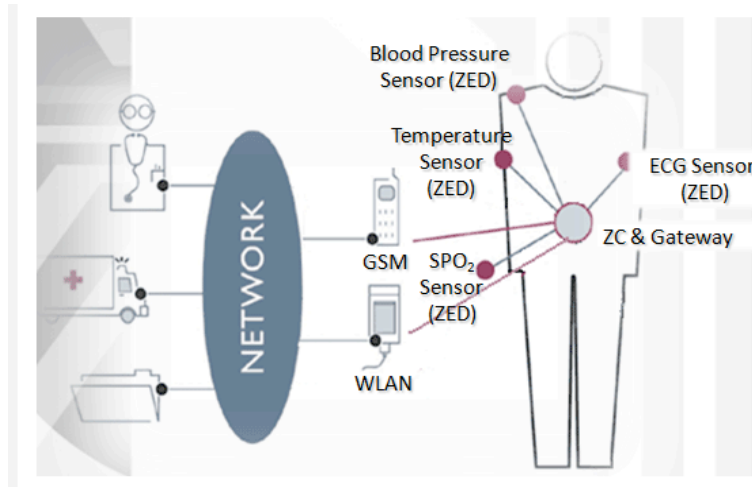 Blood Pressure
Sensor (ZED)
Temperature
Sensor
(ZED)
ECG Sensor
(ZED)
ZC & Gateway
SPO₂
Sensor
(ZED)
GSM
WLAN
NETWORK